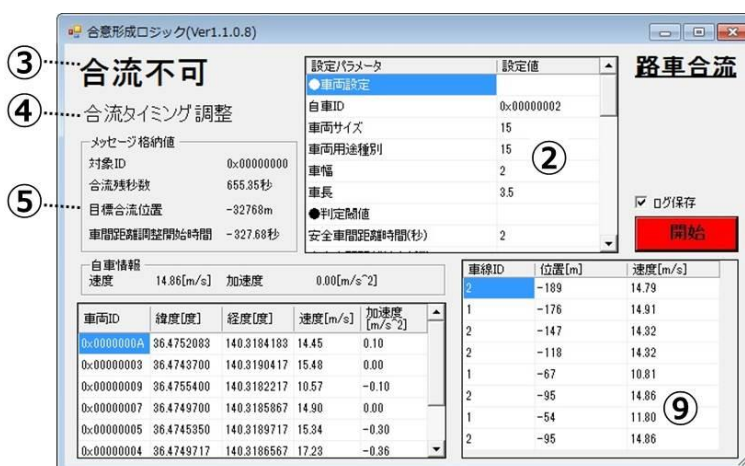 合意形成ロジック(Ver1.1.0.8)
③ 合流不可
④ 合流タイミング調整
⑤
メッセージ格納値
対象ID 0x00000000
合流残秒数 655.35秒
目標合流位置 -32768m
車間距離調整開始時間 -327.68秒
設定パラメータ 設定値
●車両設定
自車ID 0x00000002
車両サイズ 15
車両用途種別 15
②
車幅 2
車長 3.5
●判定閾値
安全車間距離時間(秒) 2
路車合流
ログ保存
開始
自車情報
速度 14.86[m/s] 加速度 0.00[m/s^2]
車両ID 緯度[度] 経度[度] 速度[m/s] 加速度[m/s^2]
0x0000000A 36.4752083 140.3184183 14.45 0.10
0x00000003 36.4743700 140.3190417 15.48 0.00
0x00000009 36.4755400 140.3182217 10.57 -0.10
0x00000007 36.4749700 140.3185867 14.90 0.00
0x00000005 36.4745350 140.3189717 15.34 -0.30
0x00000004 36.4749717 140.3186567 17.23 -0.36
車線ID 位置[m] 速度[m/s]
2 -189 14.79
1 -176 14.91
2 -147 14.32
2 -118 14.32
1 -67 10.81
2 -95 14.86
1 -54 11.80
2 -95 14.86
⑨